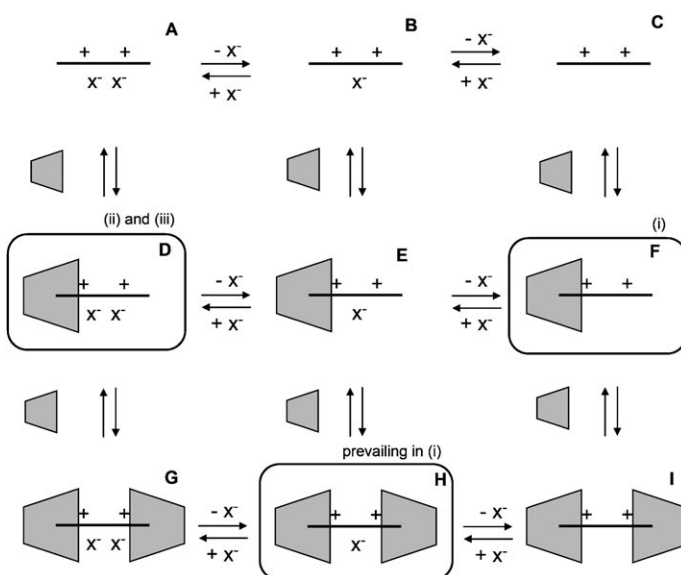 A B C
+ + - X⁻ + + - X⁻ + +
X⁻ X⁻ + X⁻ X⁻ + X⁻
(ii) and (iii) (i)
D E F
+ + - X⁻ + + - X⁻ + +
X⁻ X⁻ + X⁻ X⁻ + X⁻
prevailing in (i)
G H I
+ + - X⁻ + + - X⁻ + +
X⁻ X⁻ + X⁻ X⁻ + X⁻